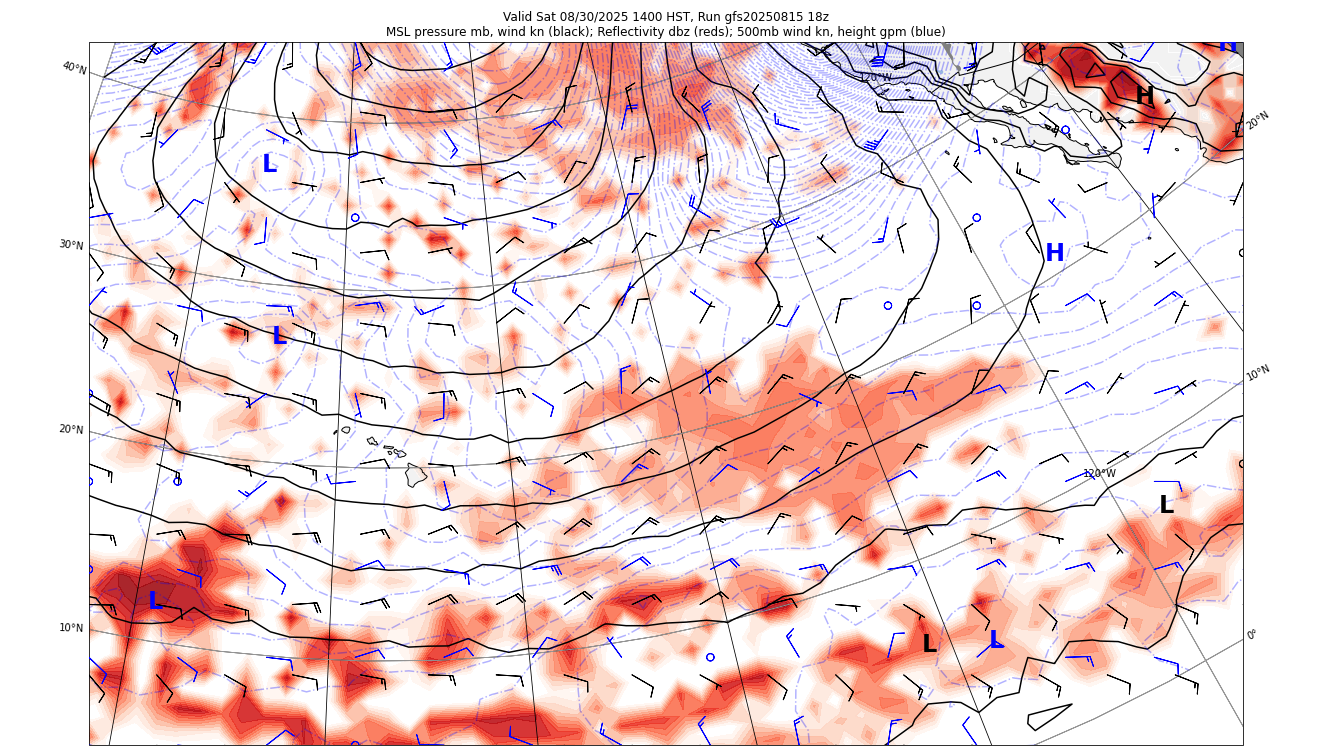 Valid Sat 08/30/2025 1400 HST, Run gfs20250815 18z
MSL pressure mb, wind kn (black); Reflectivity dbz (reds); 500mb wind kn, height gpm (blue)
H
40°N
120°W
H
20°N
L
30°N
H
L
10°N
20°N
120°W
L
L
10°N
L
L
0°